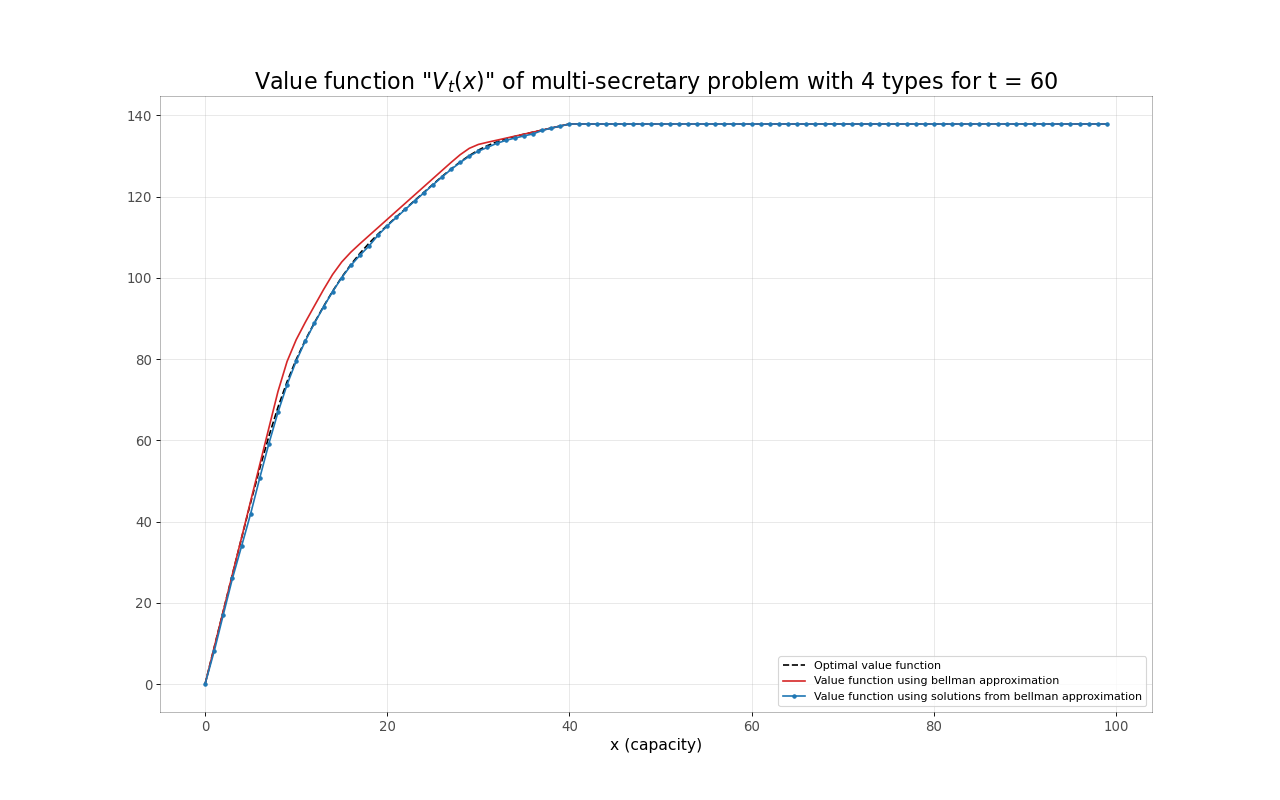 Value function "Vₜ(x)" of multi-secretary problem with 4 types for t = 60
140
120
100
80
60
40
20
0
0 20 40 60 80 100
x (capacity)
Optimal value function
Value function using bellman approximation
Value function using solutions from bellman approximation